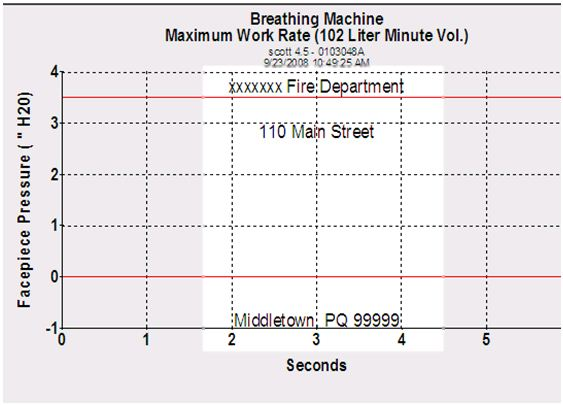 Breathing Machine
Maximum Work Rate (102 Liter Minute Vol.)
scott 4.5 - 0103048A
9/23/2008 10:49:25 AM
xxxxxxx Fire Department
110 Main Street
Middletown, PQ 99999
Facepiece Pressure ( " H20)
4
3
2
1
0
-1
0 1 2 3 4 5
Seconds